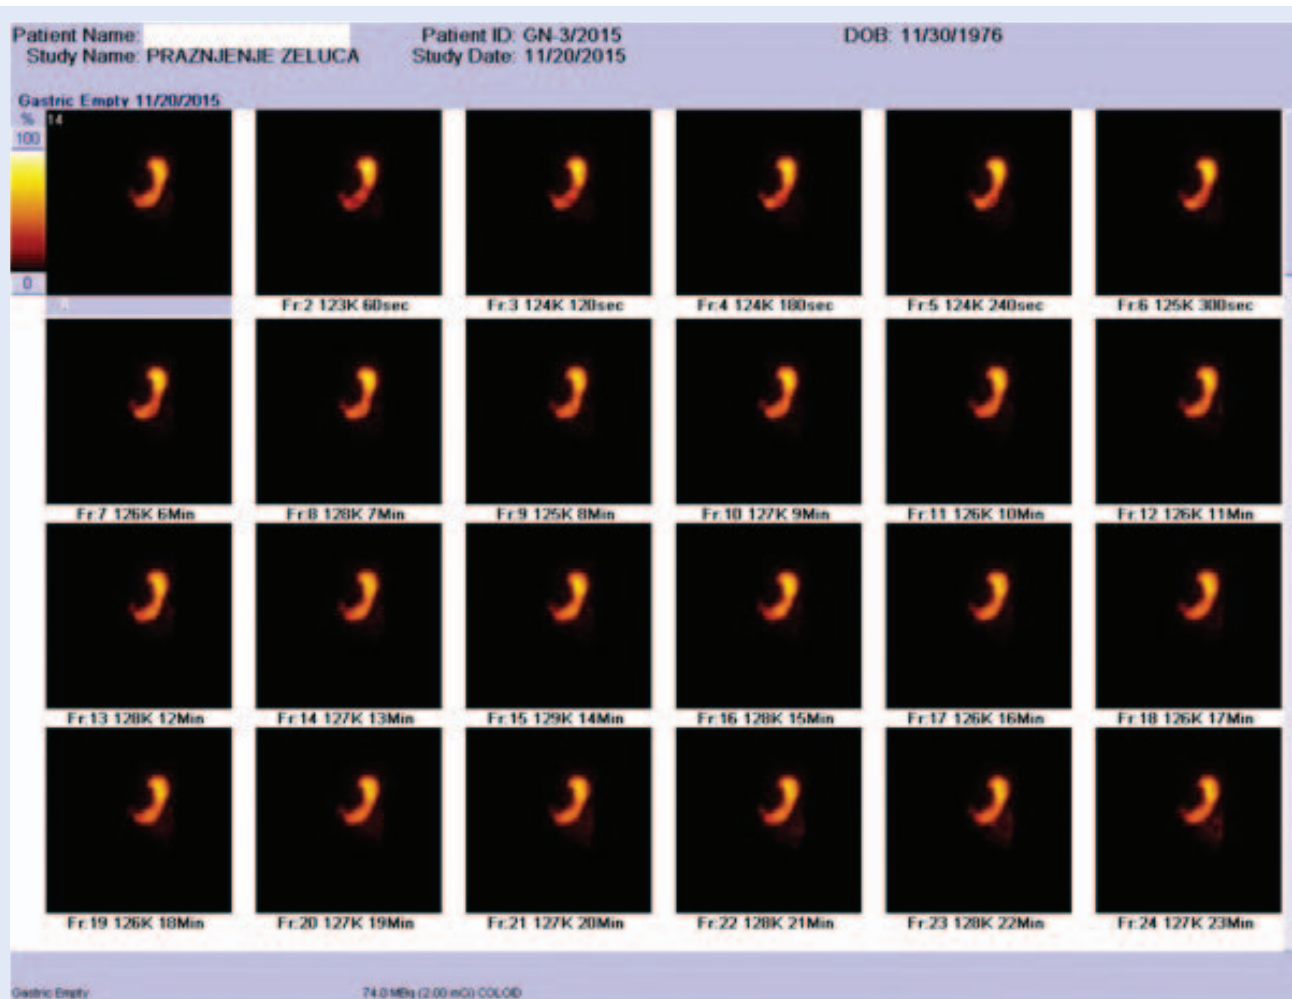 Patient Name: Patient ID: GN-3/2015 DOB: 11/30/1976
Study Name: PRAZNJENJE ZELUCA Study Date: 11/20/2015
Gastric Empty 11/20/2015
% 14
100
0
Fr:2 123K 60sec Fr:3 124K 120sec Fr:4 124K 180sec Fr:5 124K 240sec Fr:6 125K 300sec
Fr:7 126K 6Min Fr:8 128K 7Min Fr:9 125K 8Min Fr:10 127K 9Min Fr:11 126K 10Min Fr:12 126K 11Min
Fr:13 128K 12Min Fr:14 127K 13Min Fr:15 129K 14Min Fr:16 128K 15Min Fr:17 126K 16Min Fr:18 126K 17Min
Fr:19 126K 18Min Fr:20 127K 19Min Fr:21 127K 20Min Fr:22 128K 21Min Fr:23 128K 22Min Fr:24 127K 23Min
Gastric Empty 74.0 MBq (2.00 mCi) COLOID